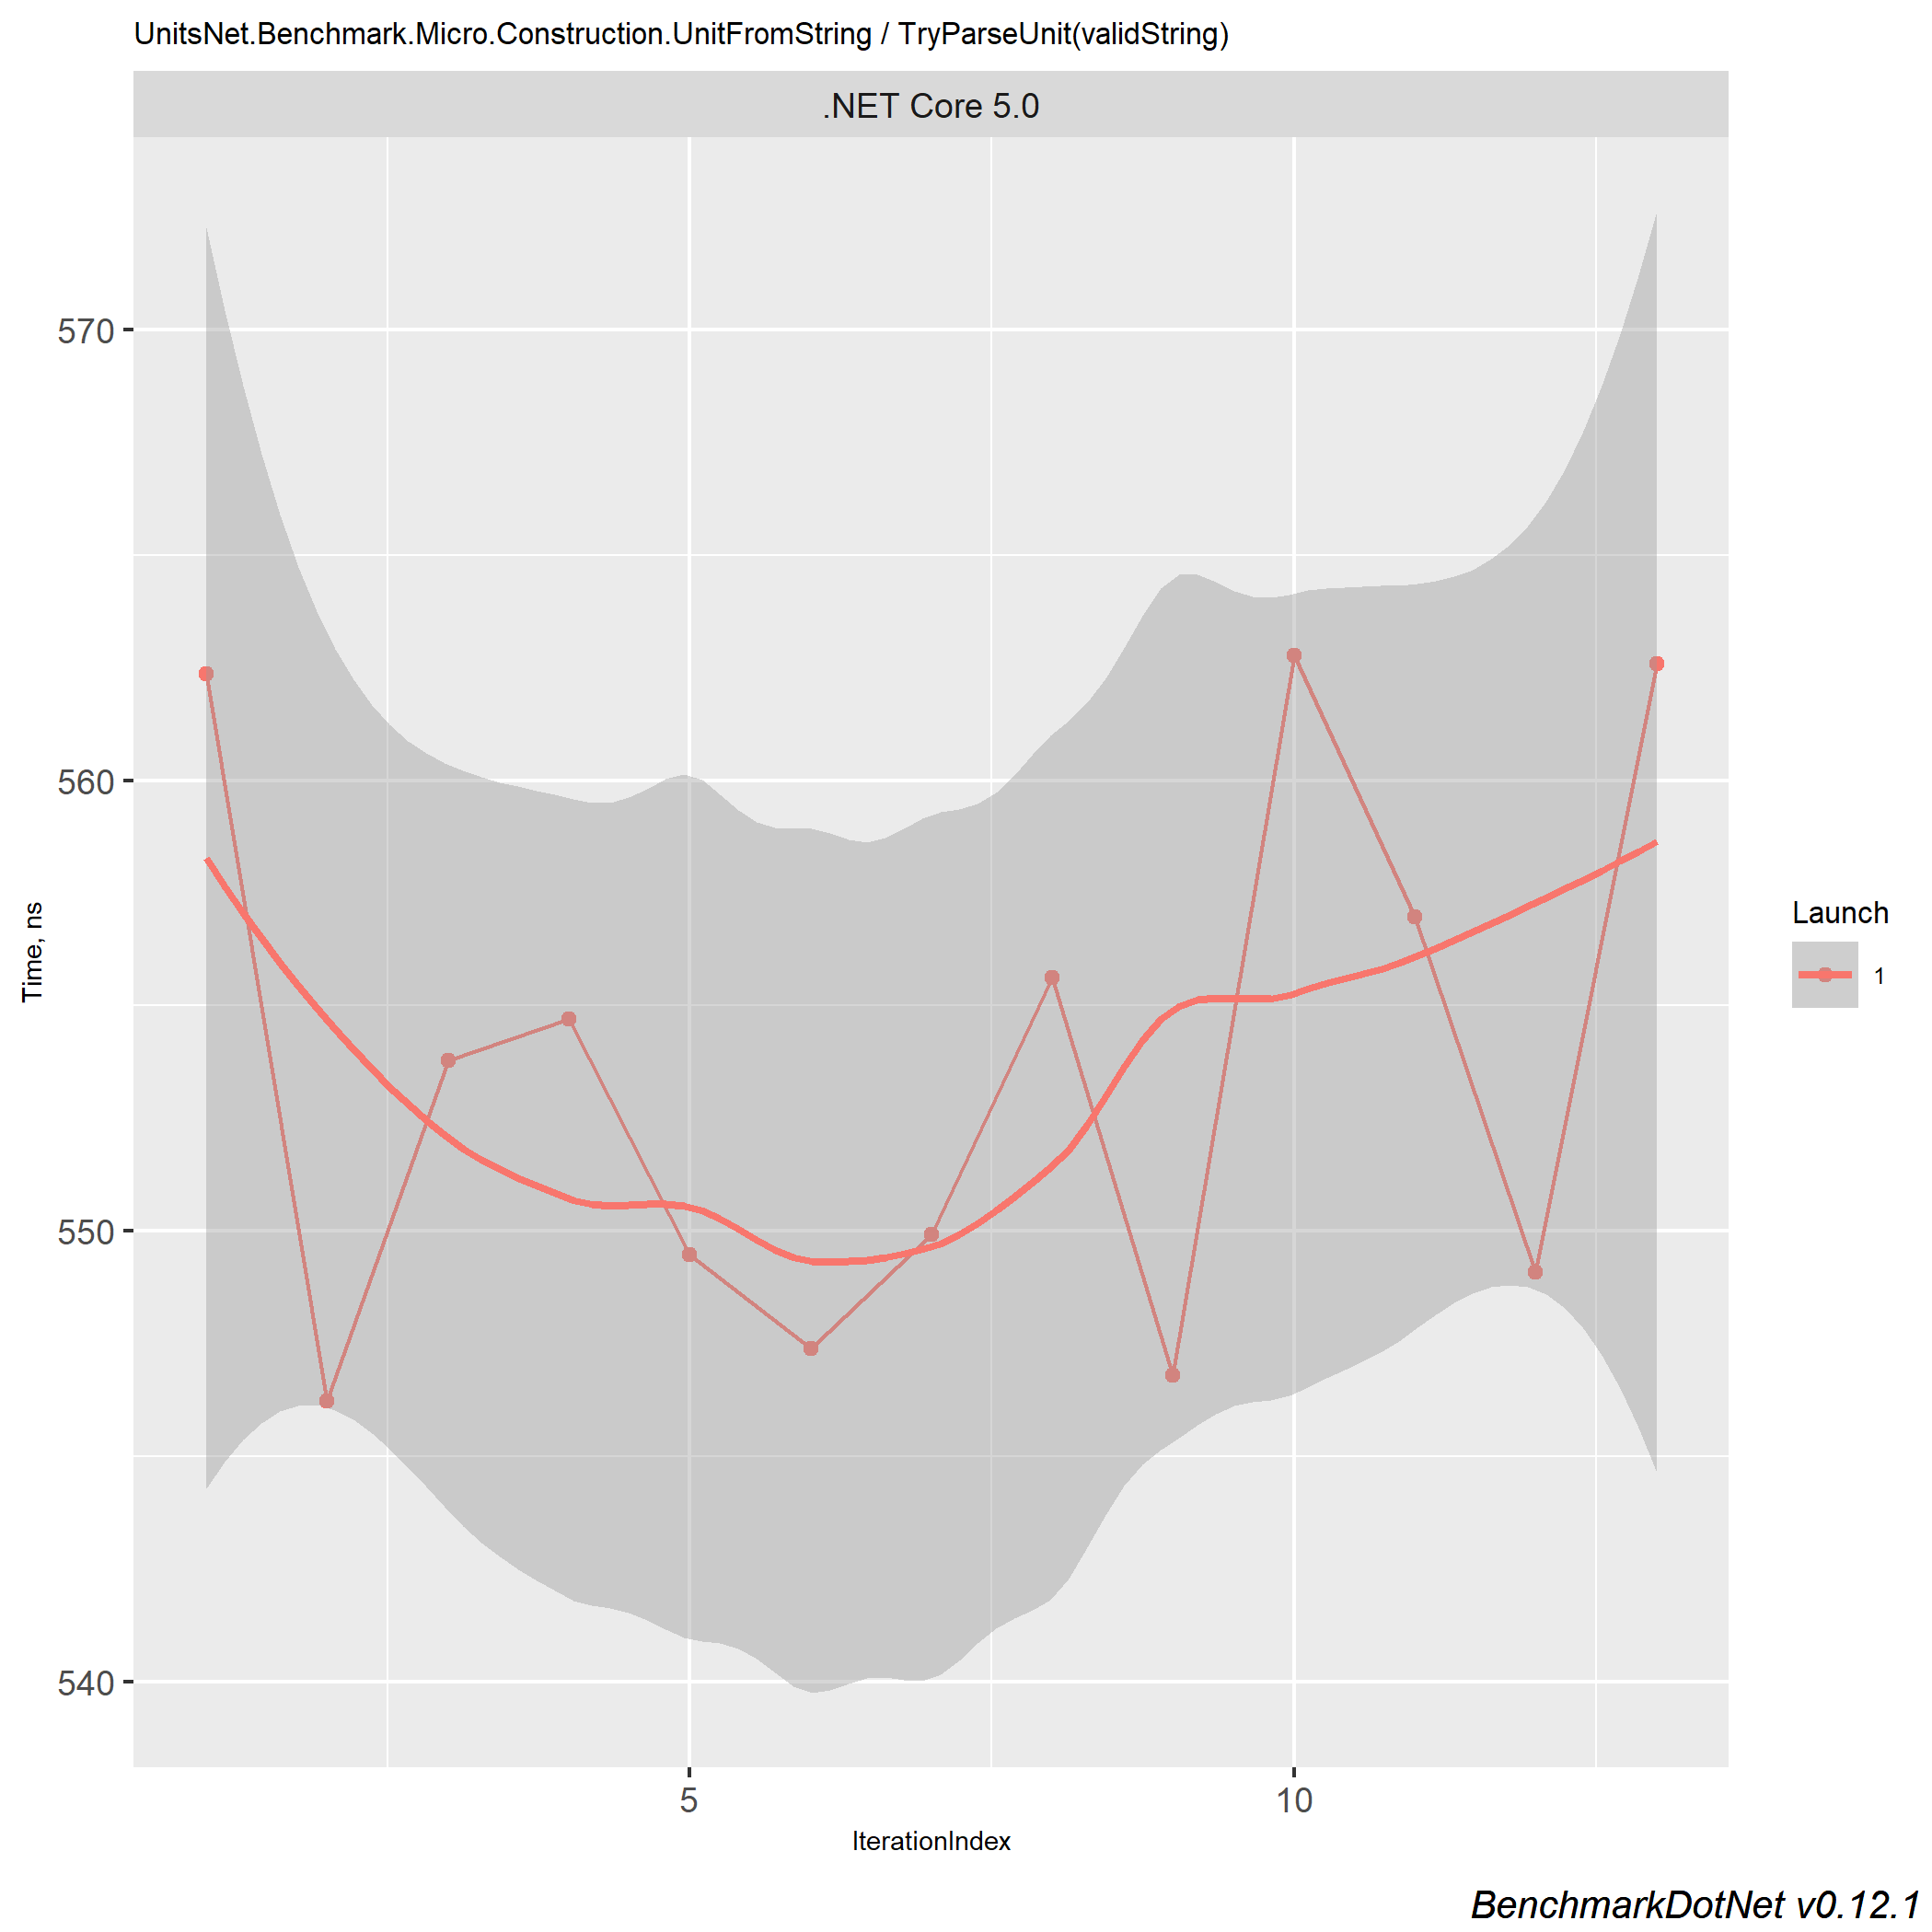 UnitsNet.Benchmark.Micro.Construction.UnitFromString / TryParseUnit(validString)
.NET Core 5.0
570
560
550
540
Time, ns
5
10
IterationIndex
Launch
1
BenchmarkDotNet v0.12.1